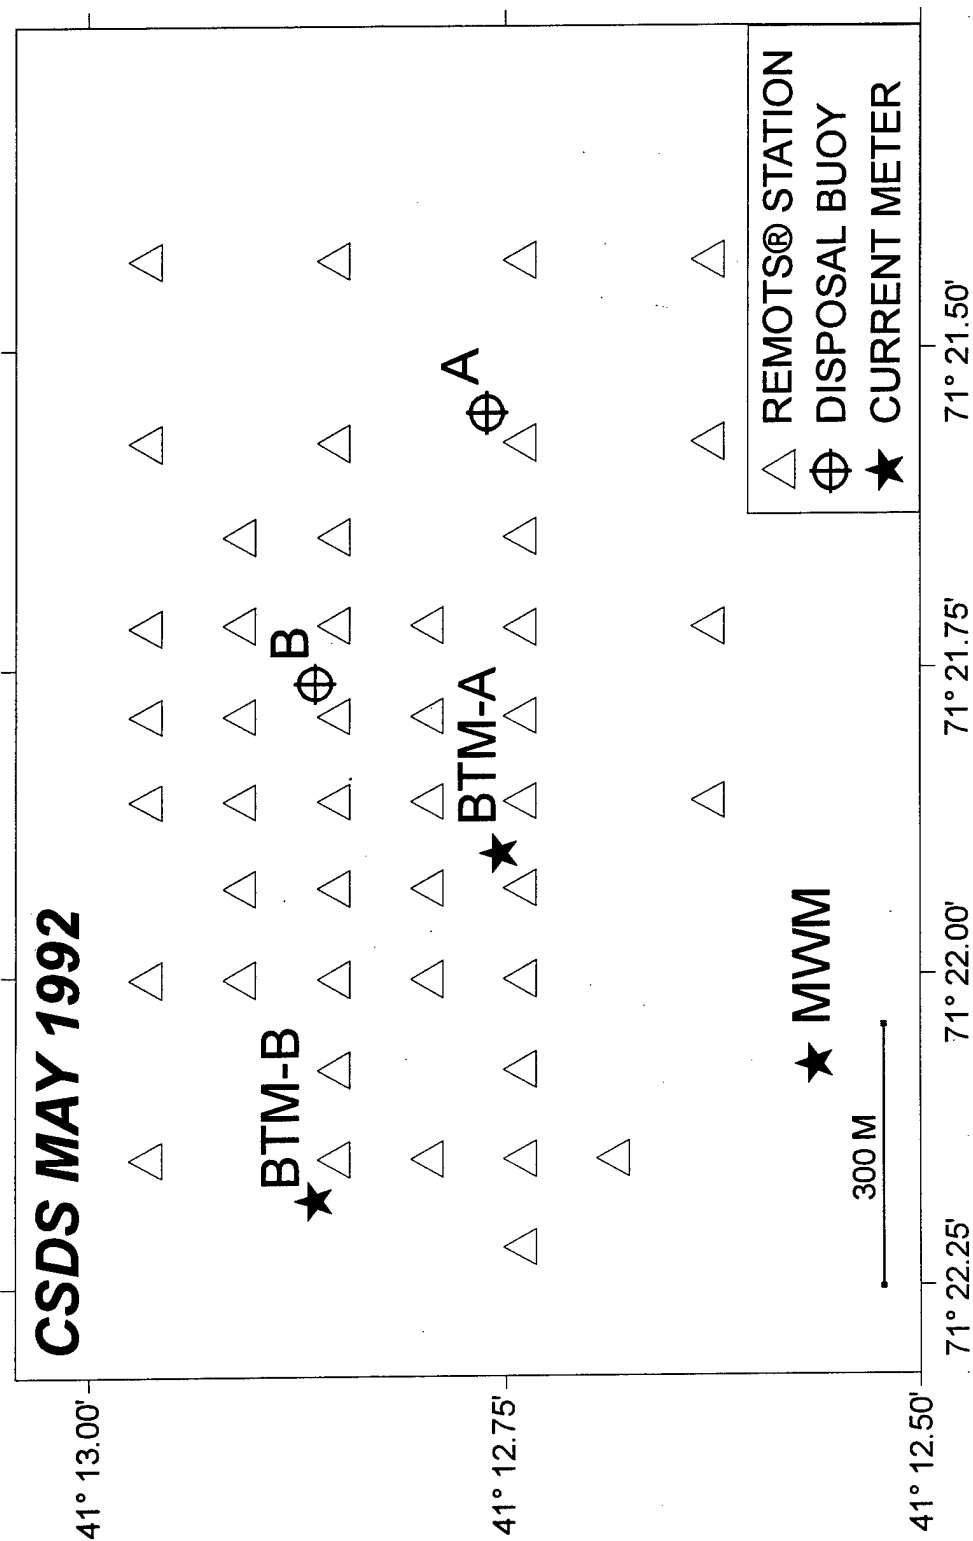 CSDS MAY 1992
41° 13.00'
41° 12.75'
41° 12.50'
BTM-B
B
A
BTM-A
MWM
300 M
REMOTS® STATION
DISPOSAL BUOY
CURRENT METER
71° 22.25'
71° 22.00'
71° 21.75'
71° 21.50'